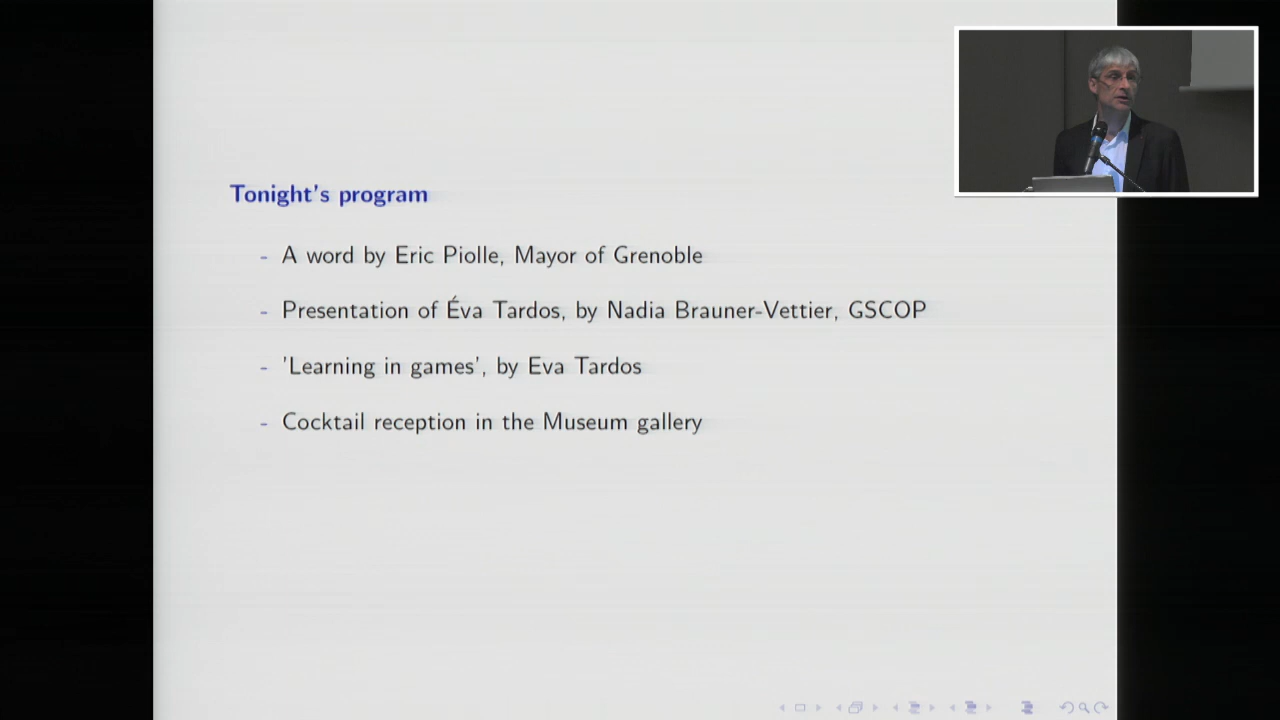 Tonight's program
- A word by Eric Piolle, Mayor of Grenoble
- Presentation of Éva Tardos, by Nadia Brauner-Vettier, GSCOP
- 'Learning in games', by Eva Tardos
- Cocktail reception in the Museum gallery